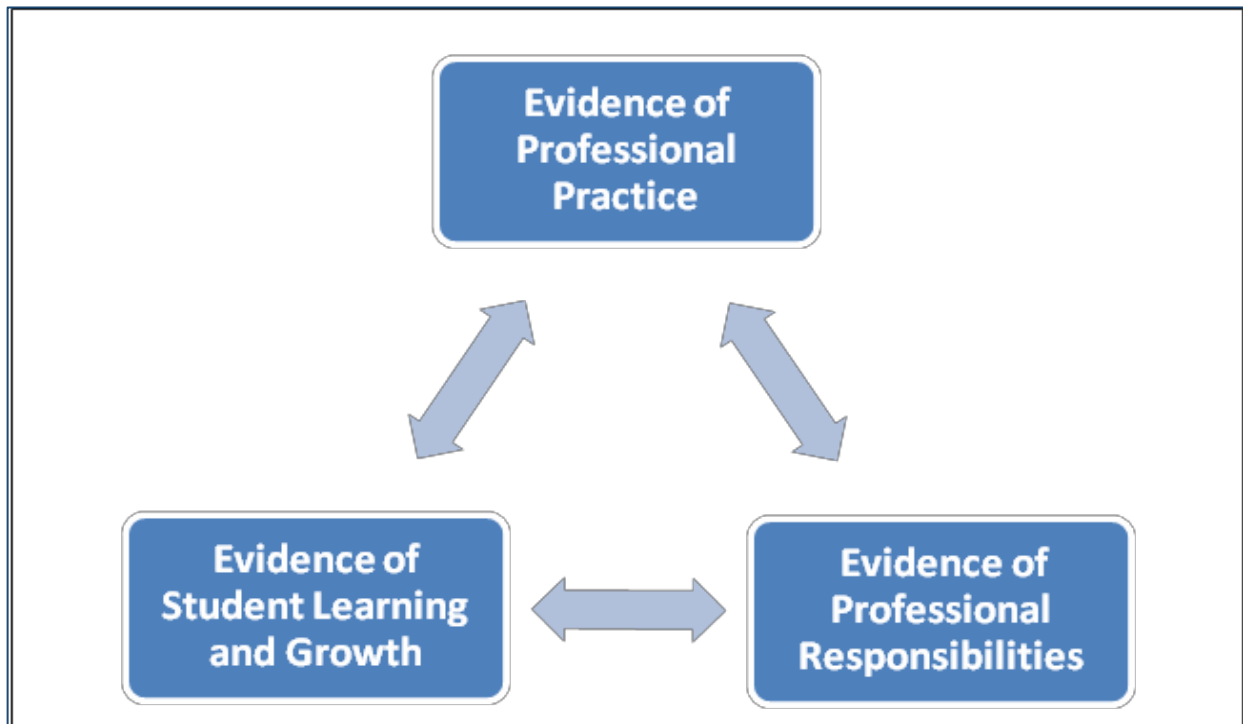 Evidence of
Professional
Practice
Evidence of
Student Learning
and Growth
Evidence of
Professional
Responsibilities